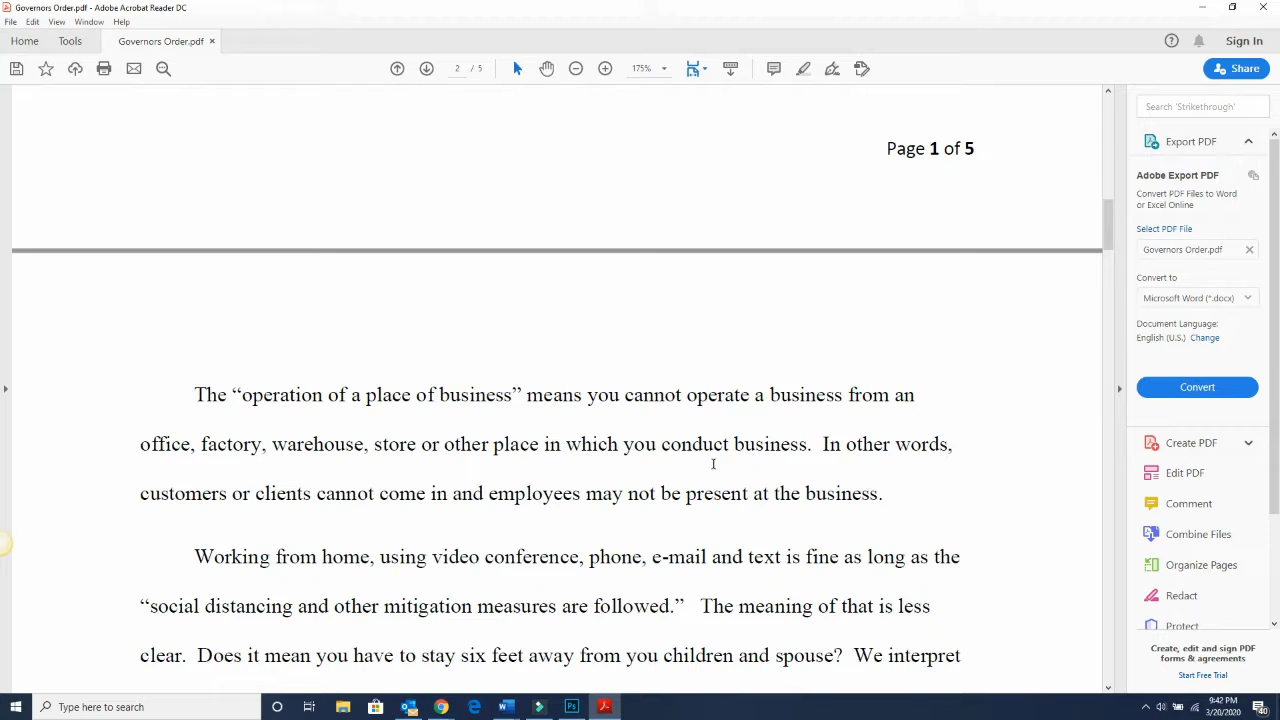 Governors Order.pdf - Adobe Acrobat Reader DC
File Edit View Window Help
Home Tools Governors Order.pdf × Sign In
2 / 5 175% Share
Page 1 of 5
The “operation of a place of business” means you cannot operate a business from an
office, factory, warehouse, store or other place in which you conduct business.  In other words,
customers or clients cannot come in and employees may not be present at the business.
Working from home, using video conference, phone, e-mail and text is fine as long as the
“social distancing and other mitigation measures are followed.”   The meaning of that is less
clear.  Does it mean you have to stay six feet away from you children and spouse?  We interpret
Search 'Strikethrough'
Export PDF
Adobe Export PDF
Convert PDF Files to Word
or Excel Online
Select PDF File
Governors Order.pdf
Convert to
Microsoft Word (*.docx)
Document Language:
English (U.S.) Change
Convert
Create PDF
Edit PDF
Comment
Combine Files
Organize Pages
Redact
Protect
Create, edit and sign PDF
forms & agreements
Start Free Trial
Type here to search
9:42 PM
3/20/2020
40